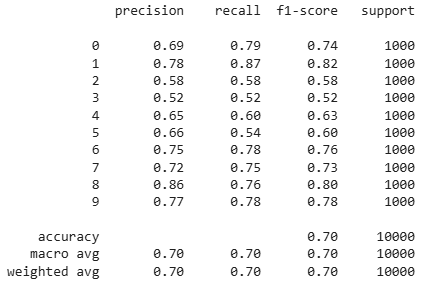 precision recall f1-score support
0 0.69 0.79 0.74 1000
1 0.78 0.87 0.82 1000
2 0.58 0.58 0.58 1000
3 0.52 0.52 0.52 1000
4 0.65 0.60 0.63 1000
5 0.66 0.54 0.60 1000
6 0.75 0.78 0.76 1000
7 0.72 0.75 0.73 1000
8 0.86 0.76 0.80 1000
9 0.77 0.78 0.78 1000
accuracy 0.70 10000
macro avg 0.70 0.70 0.70 10000
weighted avg 0.70 0.70 0.70 10000